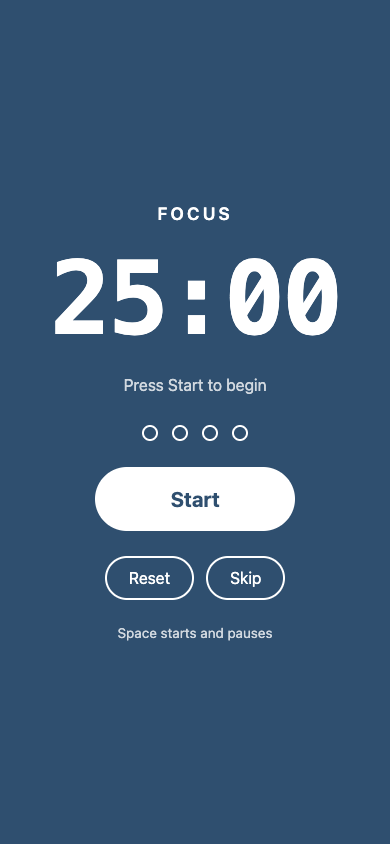 FOCUS
25:00
Press Start to begin
Start
Reset Skip
Space starts and pauses